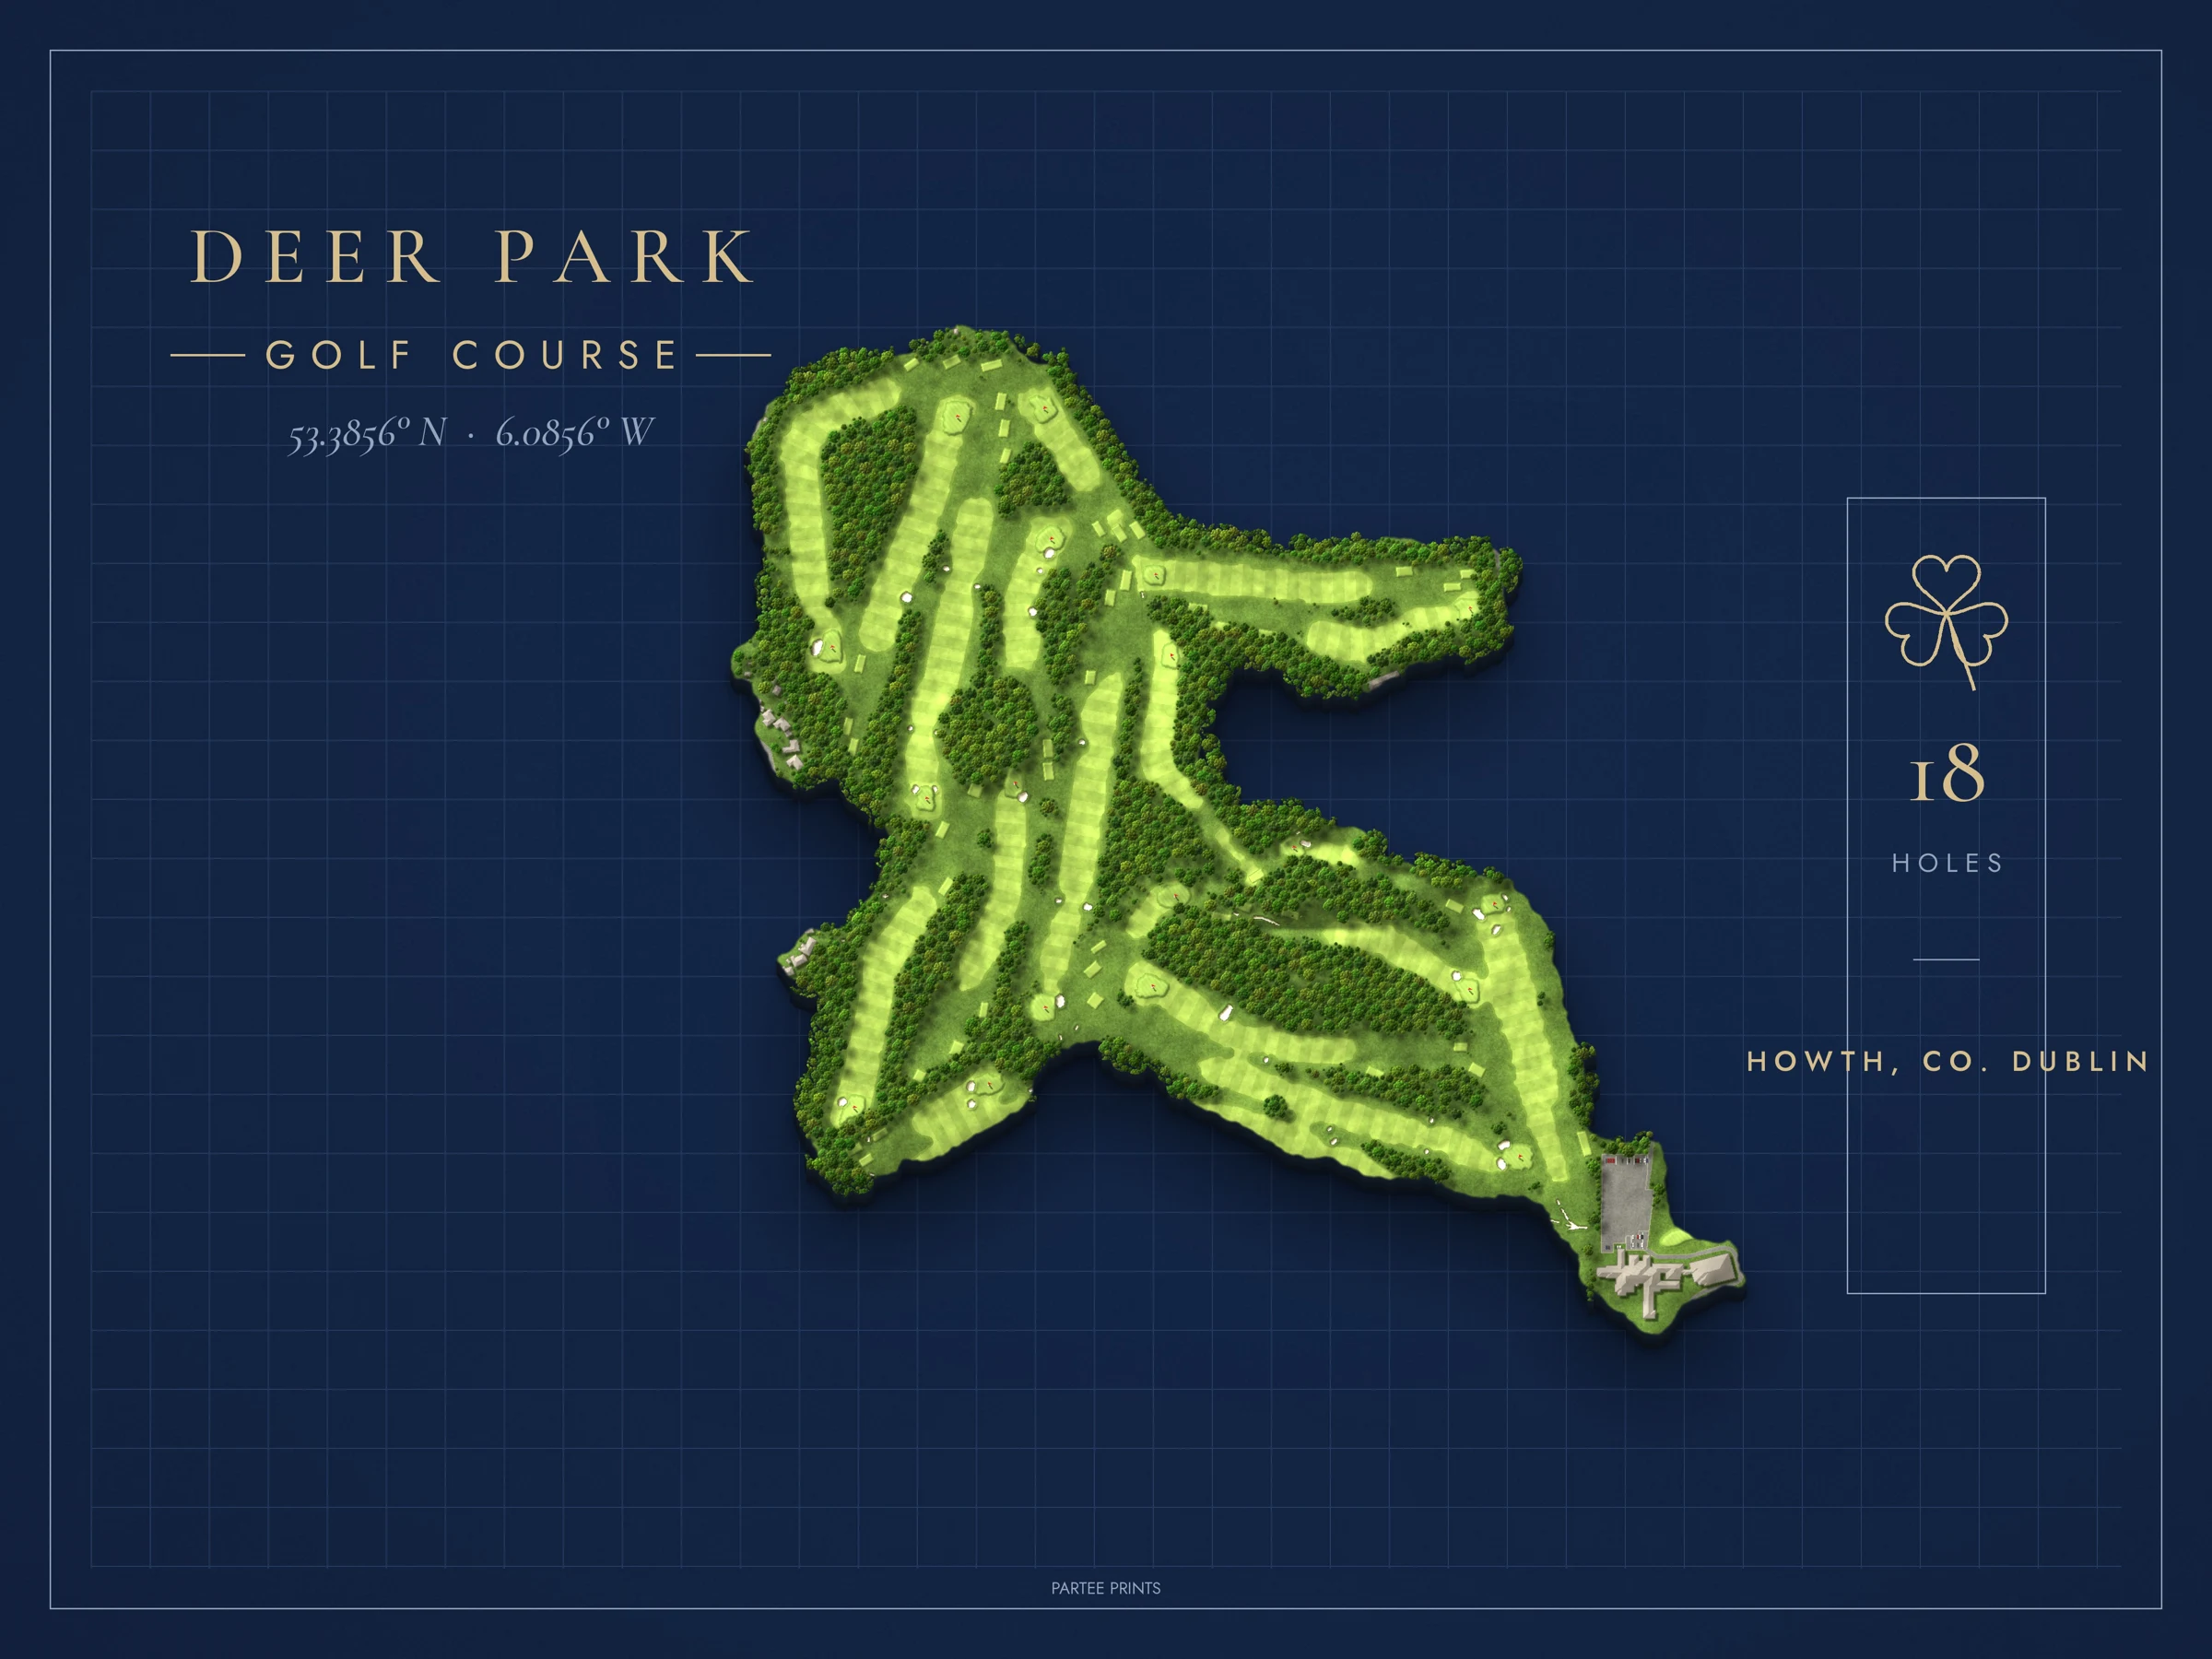 DEER PARK
GOLF COURSE
53.3856° N · 6.0856° W
18
HOLES
HOWTH, CO. DUBLIN
PARTEE PRINTS